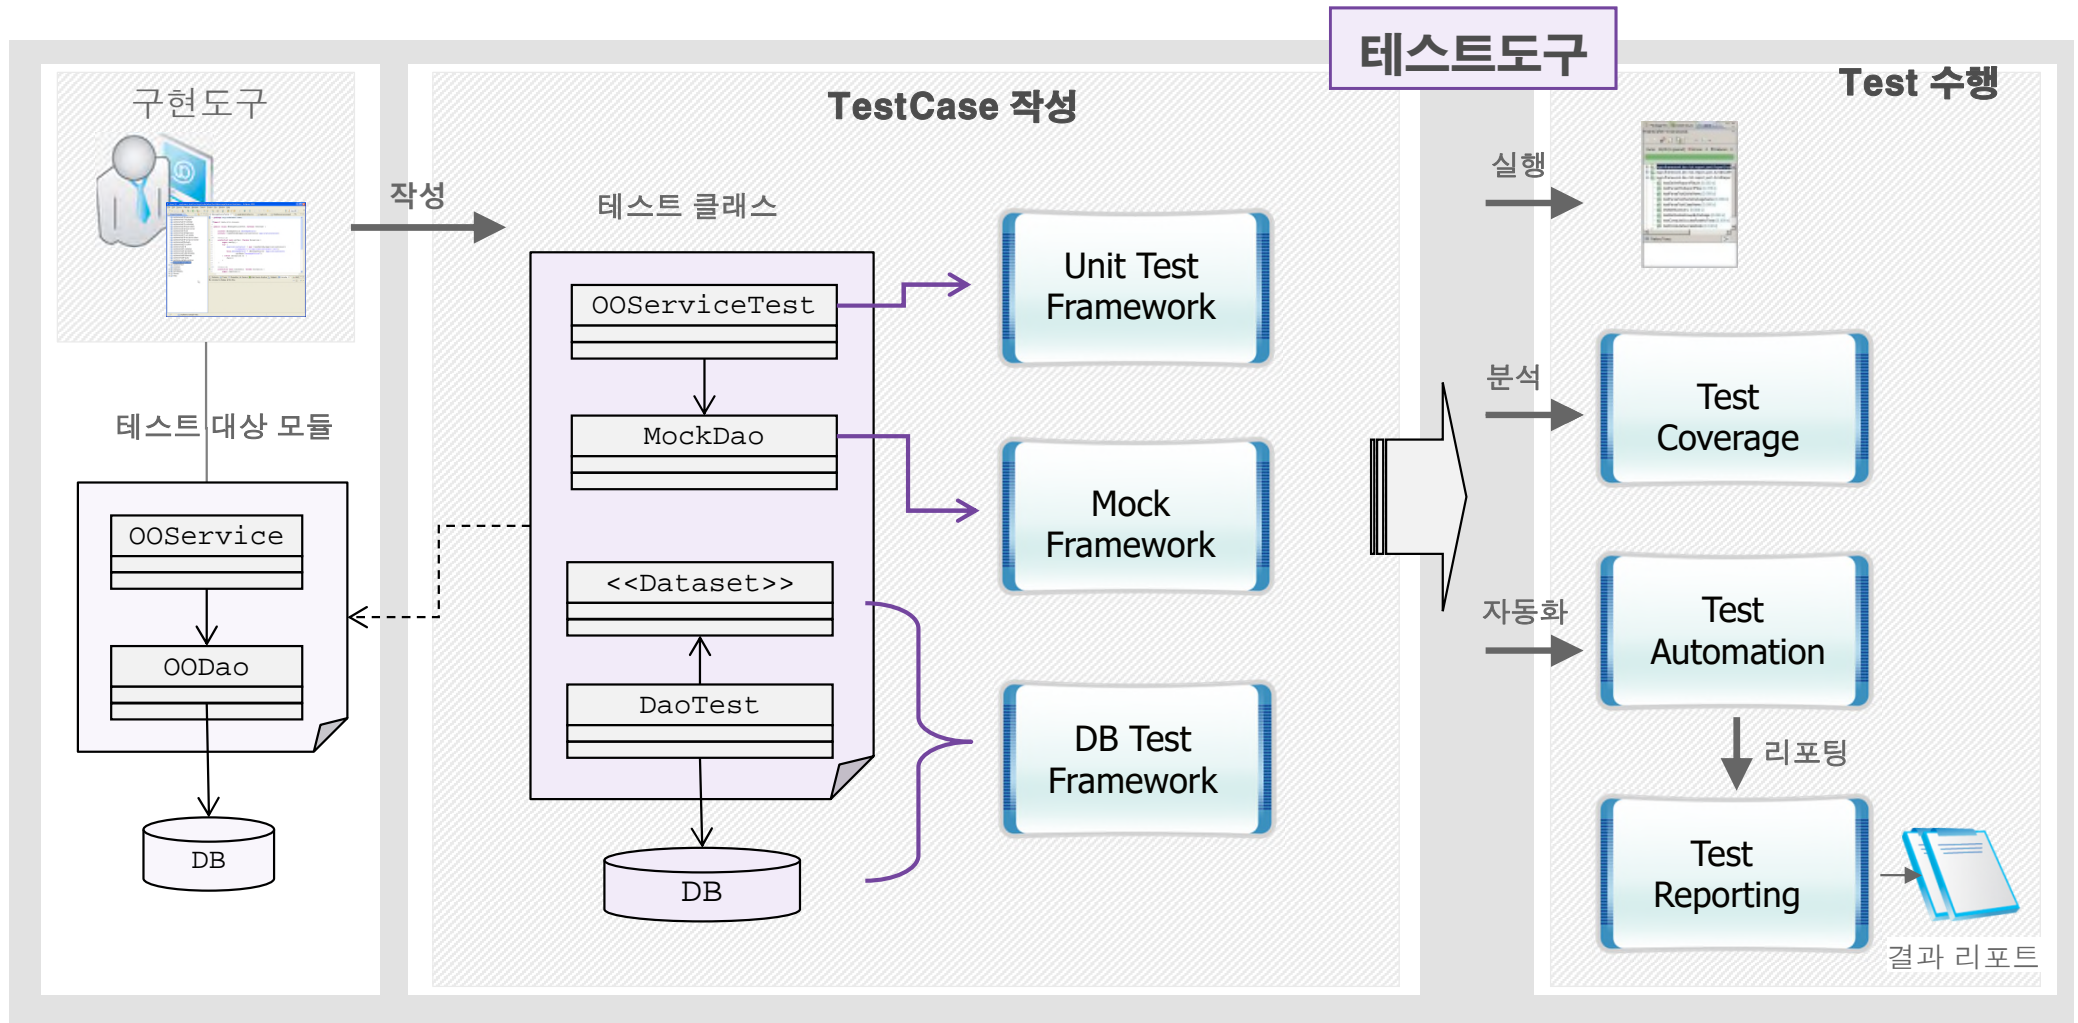 테스트도구
구현도구
테스트 대상 모듈
OOService
OODao
DB
작성
TestCase 작성
테스트 클래스
OOServiceTest
MockDao
<<Dataset>>
DaoTest
DB
Unit Test
Framework
Mock
Framework
DB Test
Framework
Test 수행
실행
분석
Test
Coverage
자동화
Test
Automation
리포팅
Test
Reporting
결과 리포트